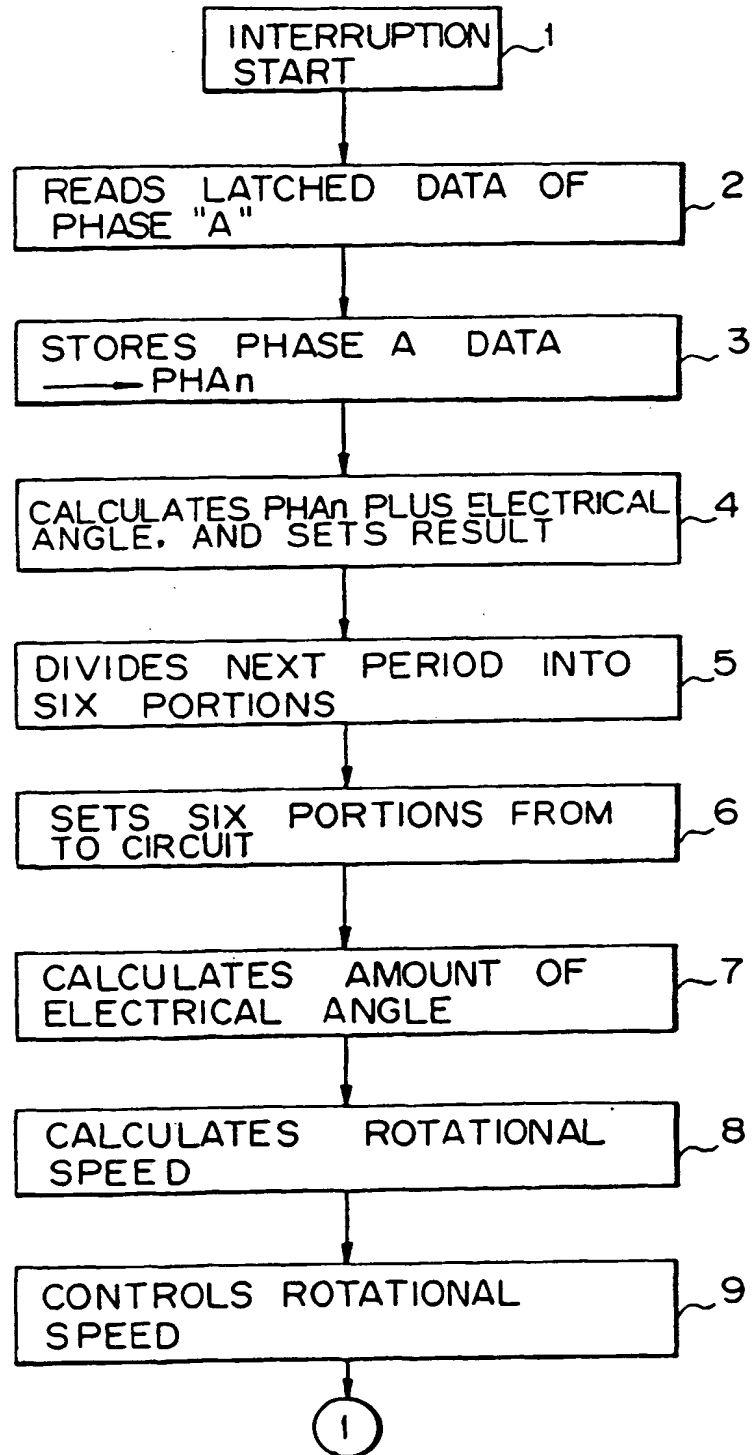 INTERRUPTION 1
START
READS LATCHED DATA OF 2
PHASE "A"
STORES PHASE A DATA 3
→ PHAn
CALCULATES PHAn PLUS ELECTRICAL 4
ANGLE. AND SETS RESULT
DIVIDES NEXT PERIOD INTO 5
SIX PORTIONS
SETS SIX PORTIONS FROM 6
TO CIRCUIT
CALCULATES AMOUNT OF 7
ELECTRICAL ANGLE
CALCULATES ROTATIONAL 8
SPEED
CONTROLS ROTATIONAL 9
SPEED
1